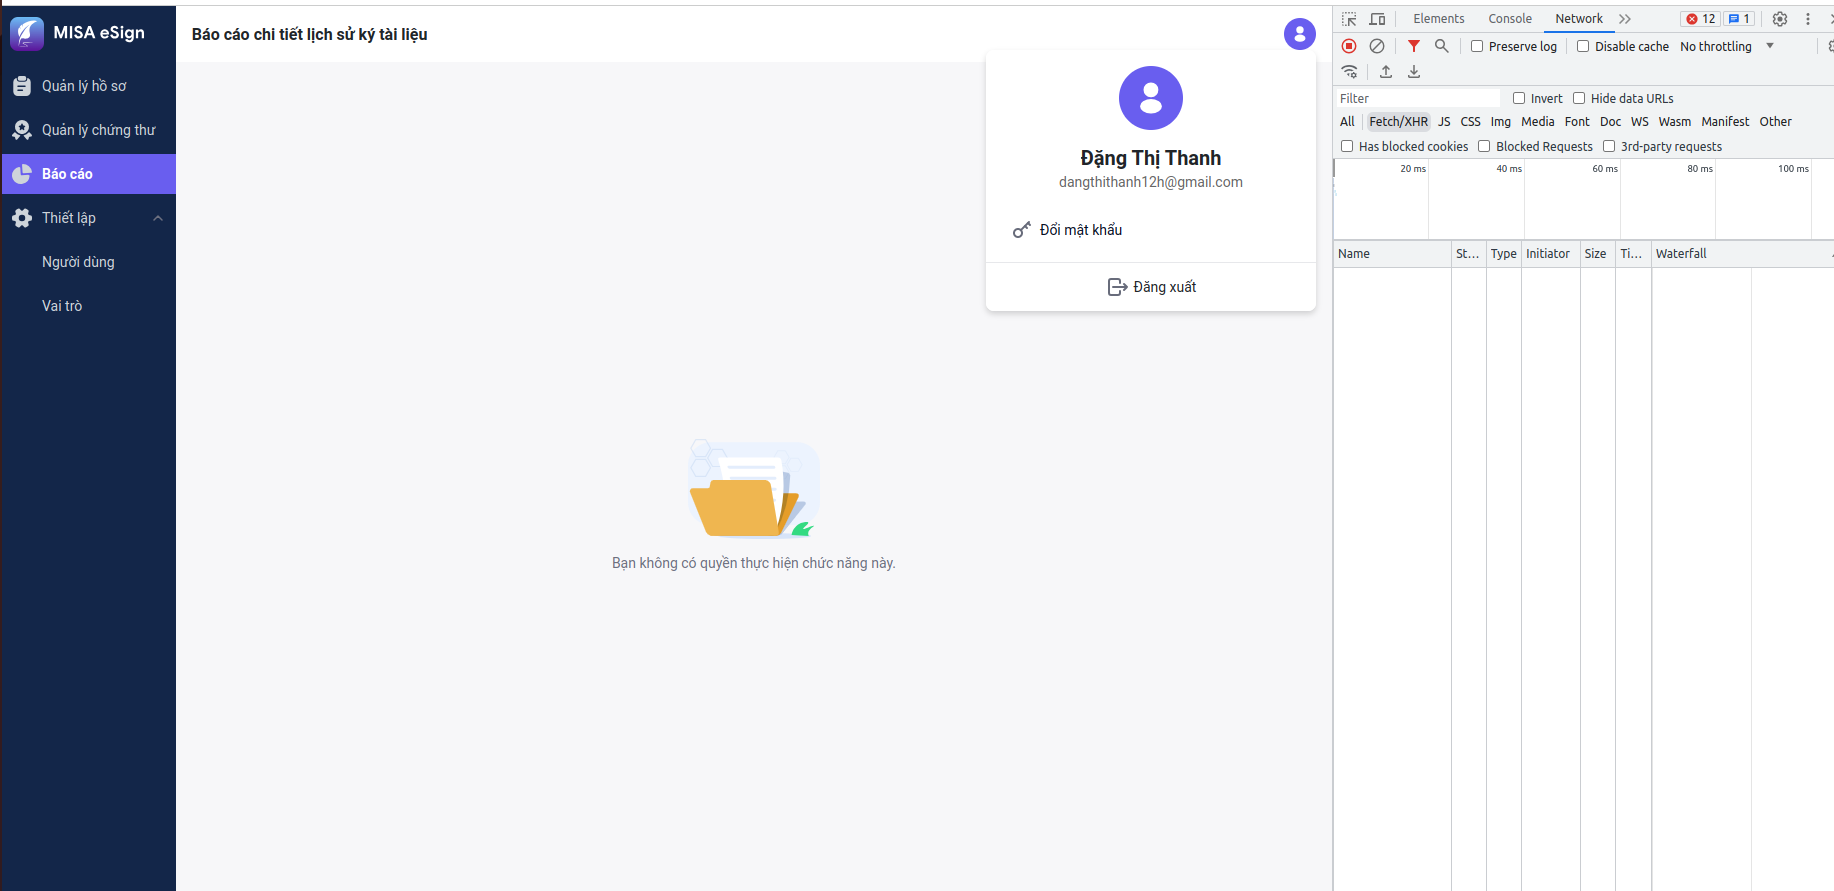 MISA eSign
Quản lý hồ sơ
Quản lý chứng thư
Báo cáo
Thiết lập
Người dùng
Vai trò
Báo cáo chi tiết lịch sử ký tài liệu
Đặng Thị Thanh
dangthithanh12h@gmail.com
Đổi mật khẩu
Đăng xuất
Bạn không có quyền thực hiện chức năng này.
Elements Console Network 12 1
Preserve log Disable cache No throttling
Filter Invert Hide data URLs
All Fetch/XHR JS CSS Img Media Font Doc WS Wasm Manifest Other
Has blocked cookies Blocked Requests 3rd-party requests
20 ms 40 ms 60 ms 80 ms 100 ms
Name St... Type Initiator Size Ti... Waterfall